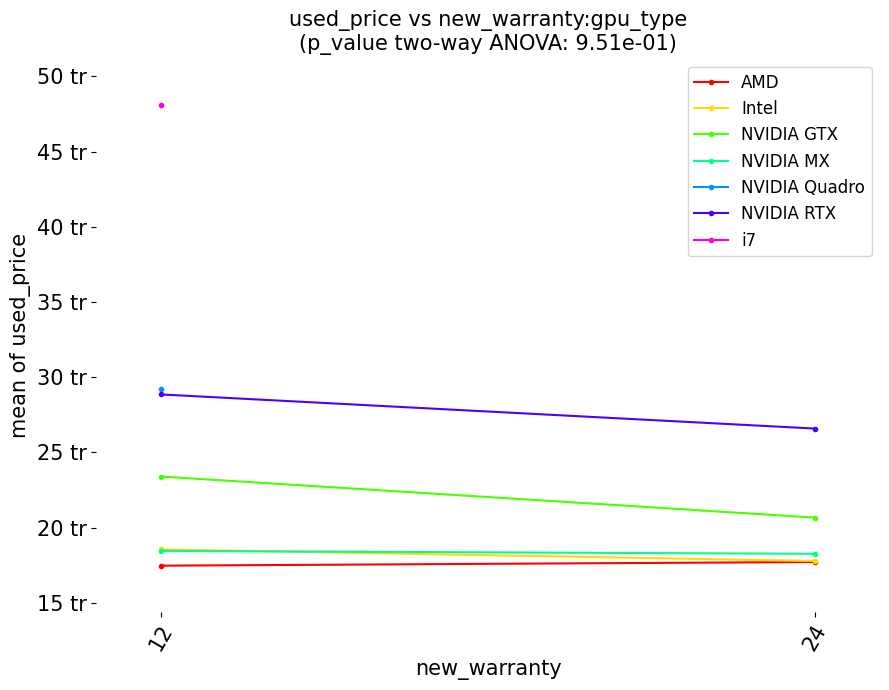 used_price vs new_warranty:gpu_type
(p_value two-way ANOVA: 9.51e-01)
50 tr
45 tr
40 tr
35 tr
30 tr
25 tr
20 tr
15 tr
mean of used_price
AMD
Intel
NVIDIA GTX
NVIDIA MX
NVIDIA Quadro
NVIDIA RTX
i7
12
24
new_warranty